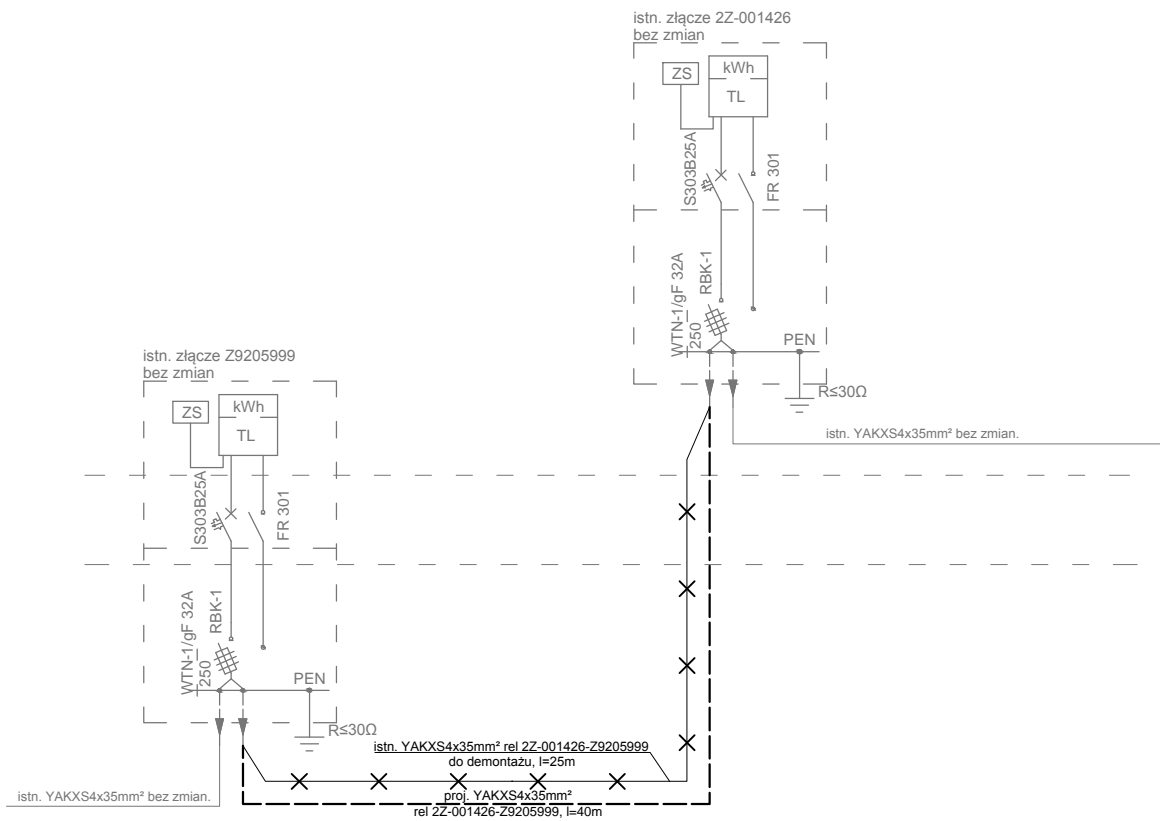 istn. złącze 2Z-001426
bez zmian
ZS
kWh
TL
S303B25A
FR 301
WTN-1/gF 32A
250
RBK-1
PEN
R≤30Ω
istn. YAKXS4x35mm² bez zmian.
istn. złącze Z9205999
bez zmian
ZS
kWh
TL
S303B25A
FR 301
WTN-1/gF 32A
250
RBK-1
PEN
R≤30Ω
istn. YAKXS4x35mm² rel 2Z-001426-Z9205999
do demontażu, l=25m
istn. YAKXS4x35mm² bez zmian.
proj. YAKXS4x35mm²
rel 2Z-001426-Z9205999, l=40m